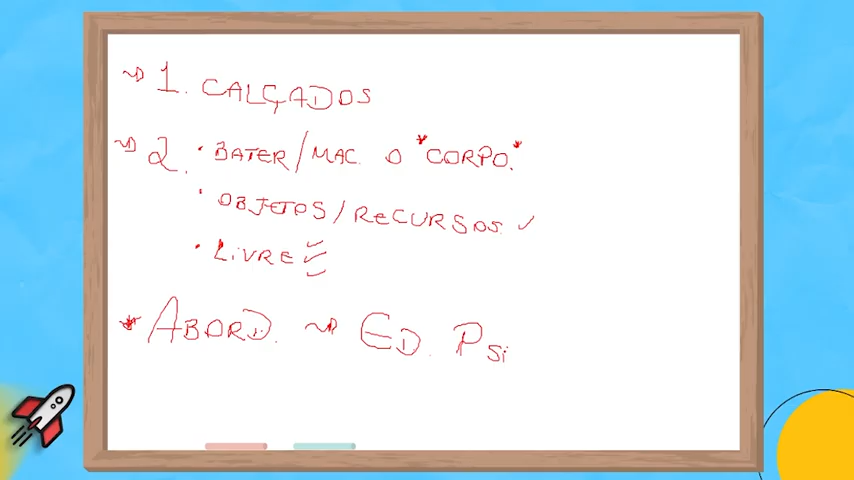 1. CALÇADOS
2. • BATER/MAC. O *CORPO.*
• OBJETOS/RECURSOS ✓
• LIVRE ✓✓✓
* ABORD. ~> ED. PSi